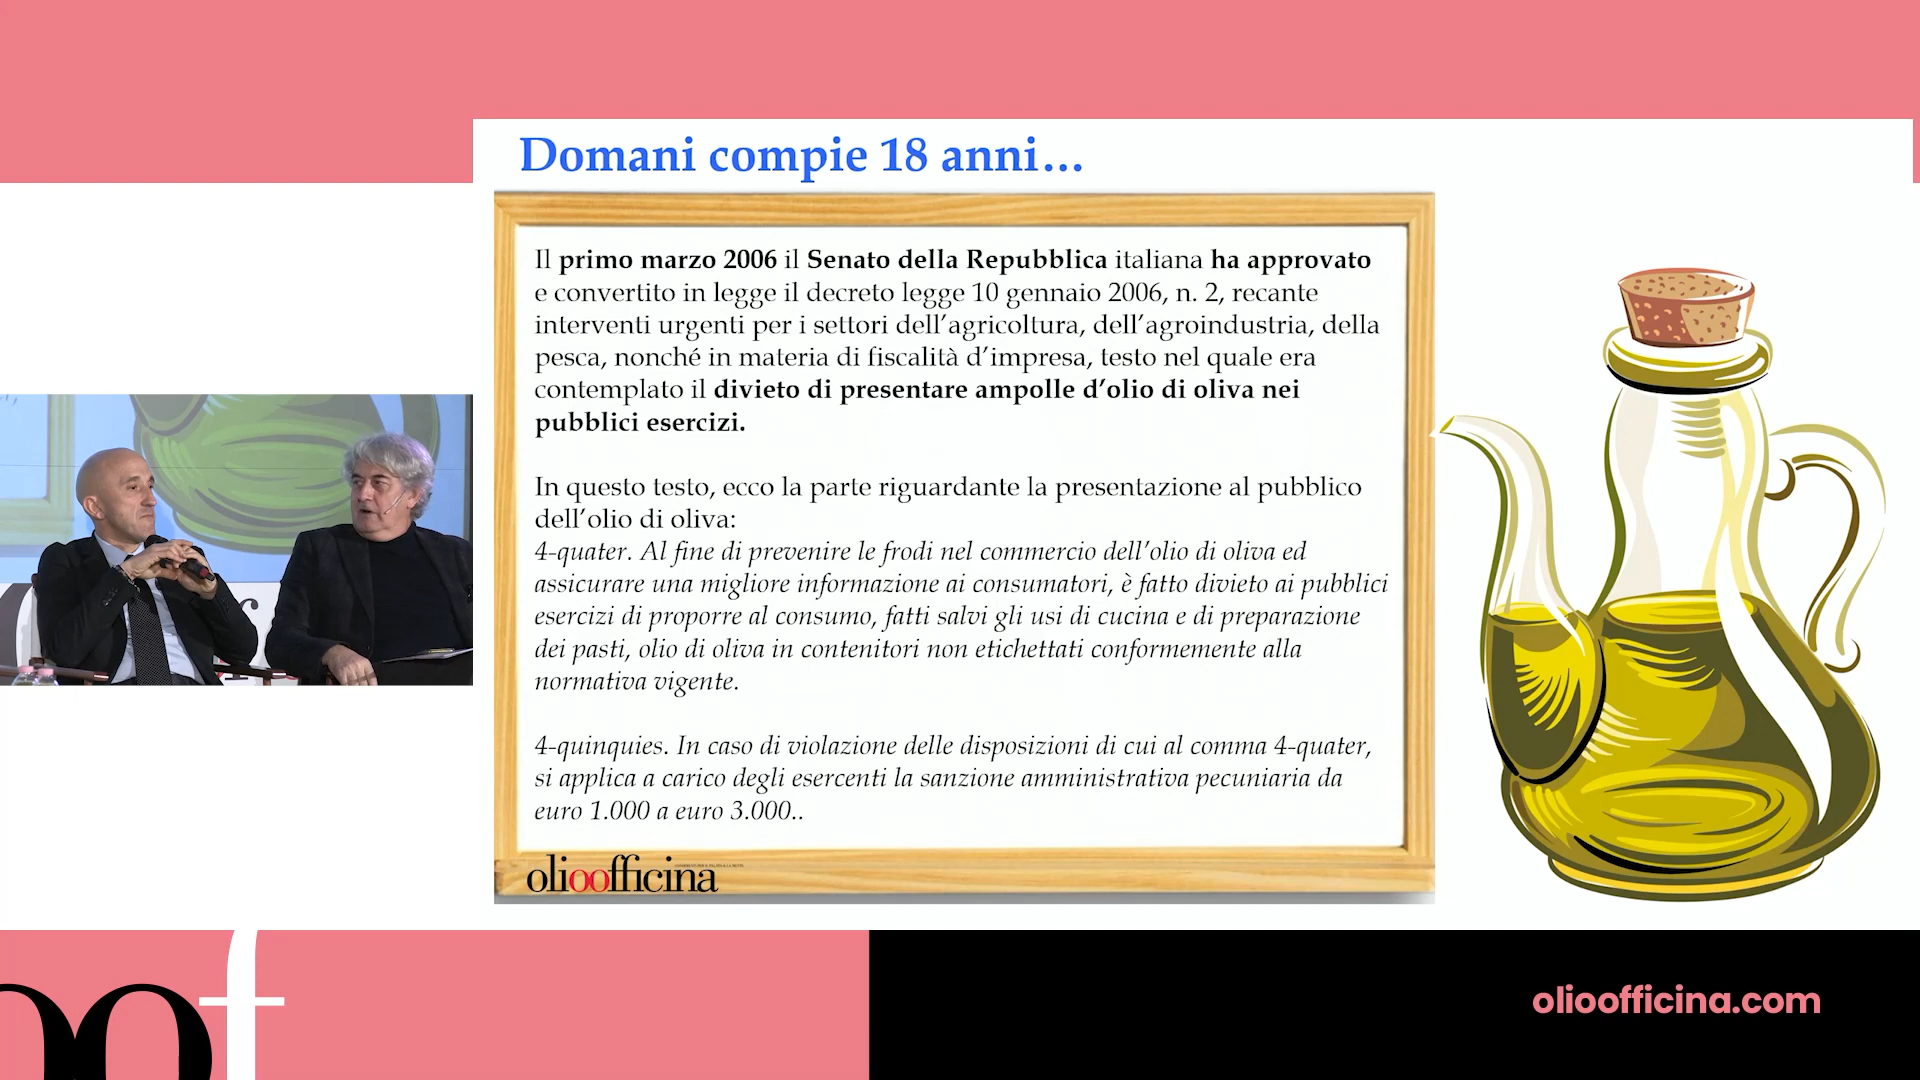 Domani compie 18 anni…
Il primo marzo 2006 il Senato della Repubblica italiana ha approvato
e convertito in legge il decreto legge 10 gennaio 2006, n. 2, recante
interventi urgenti per i settori dell’agricoltura, dell’agroindustria, della
pesca, nonché in materia di fiscalità d’impresa, testo nel quale era
contemplato il divieto di presentare ampolle d’olio di oliva nei
pubblici esercizi.
In questo testo, ecco la parte riguardante la presentazione al pubblico
dell’olio di oliva:
4-quater. Al fine di prevenire le frodi nel commercio dell’olio di oliva ed
assicurare una migliore informazione ai consumatori, è fatto divieto ai pubblici
esercizi di proporre al consumo, fatti salvi gli usi di cucina e di preparazione
dei pasti, olio di oliva in contenitori non etichettati conformemente alla
normativa vigente.
4-quinquies. In caso di violazione delle disposizioni di cui al comma 4-quater,
si applica a carico degli esercenti la sanzione amministrativa pecuniaria da
euro 1.000 a euro 3.000..
olioofficina
oof
olioofficina.com